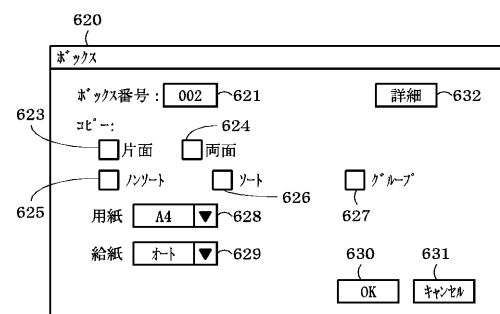 620
ボックス
ボックス番号： 002 621 詳細 632
コピー：
623 624
片面 両面
ノンソート ソート グループ
625 626 627
用紙 A4 ▼ 628
給紙 オート ▼ 629
630 631
OK キャンセル